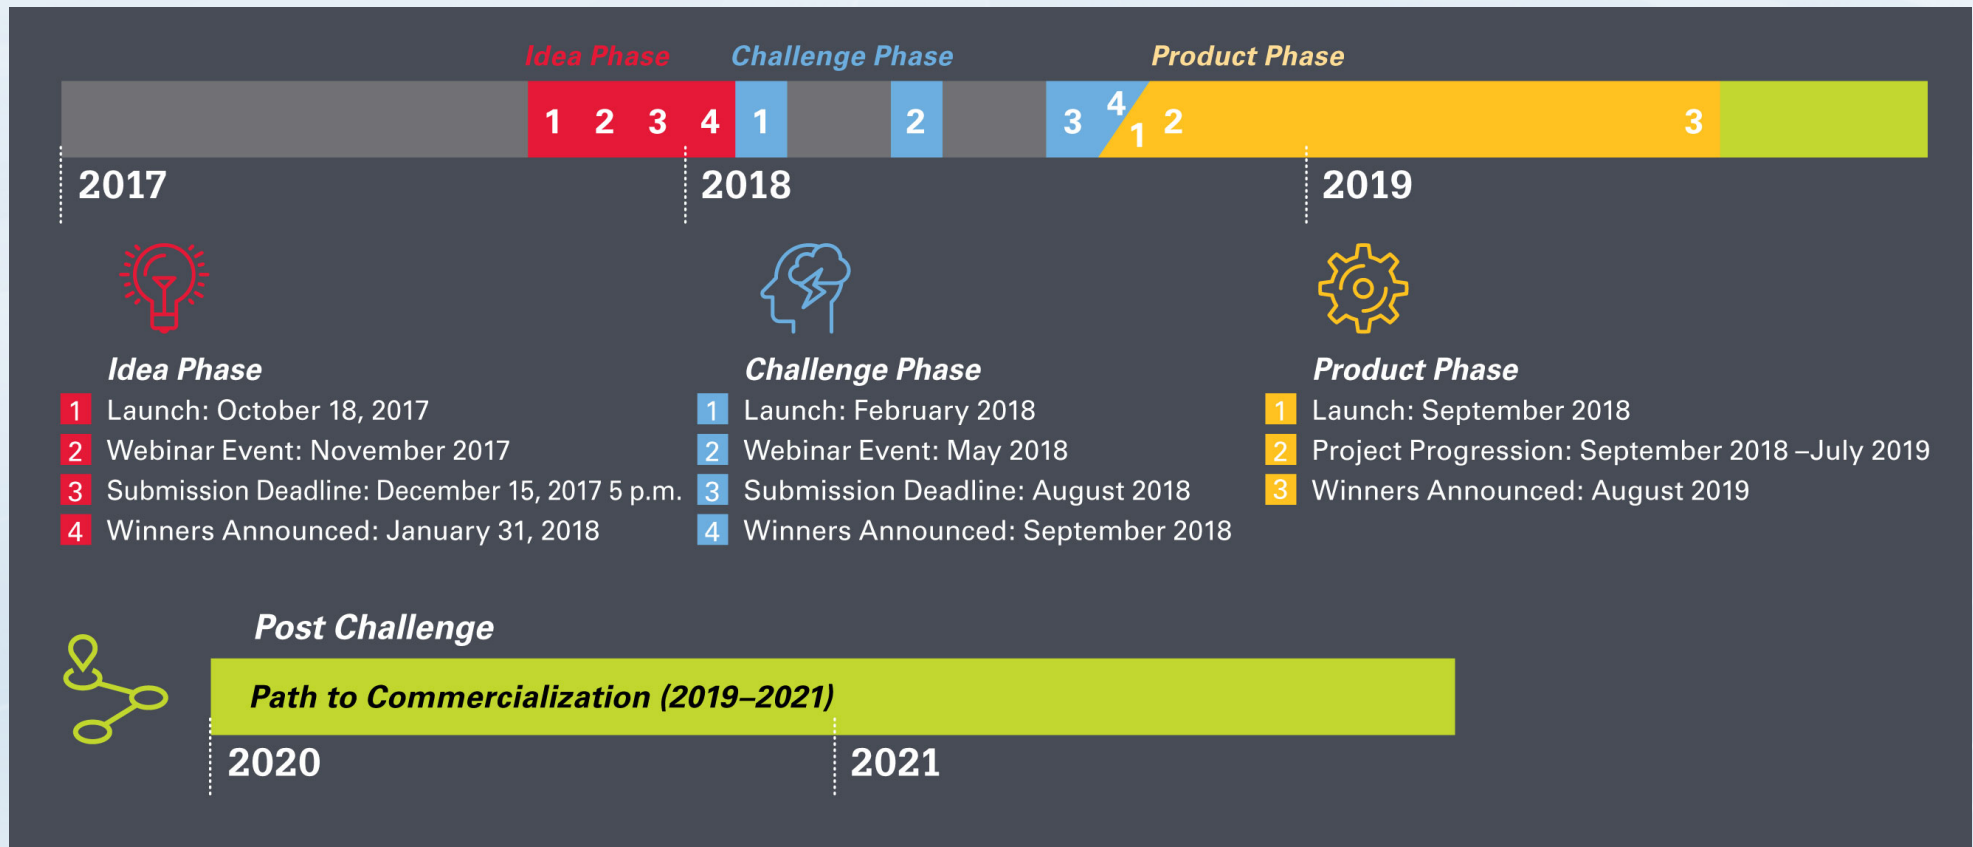 Idea Phase Challenge Phase Product Phase
1 2 3 4 1 2 3 4 1 2 3
2017 2018 2019
Idea Phase
1 Launch: October 18, 2017
2 Webinar Event: November 2017
3 Submission Deadline: December 15, 2017 5 p.m.
4 Winners Announced: January 31, 2018
Challenge Phase
1 Launch: February 2018
2 Webinar Event: May 2018
3 Submission Deadline: August 2018
4 Winners Announced: September 2018
Product Phase
1 Launch: September 2018
2 Project Progression: September 2018 –July 2019
3 Winners Announced: August 2019
Post Challenge
Path to Commercialization (2019–2021)
2020 2021